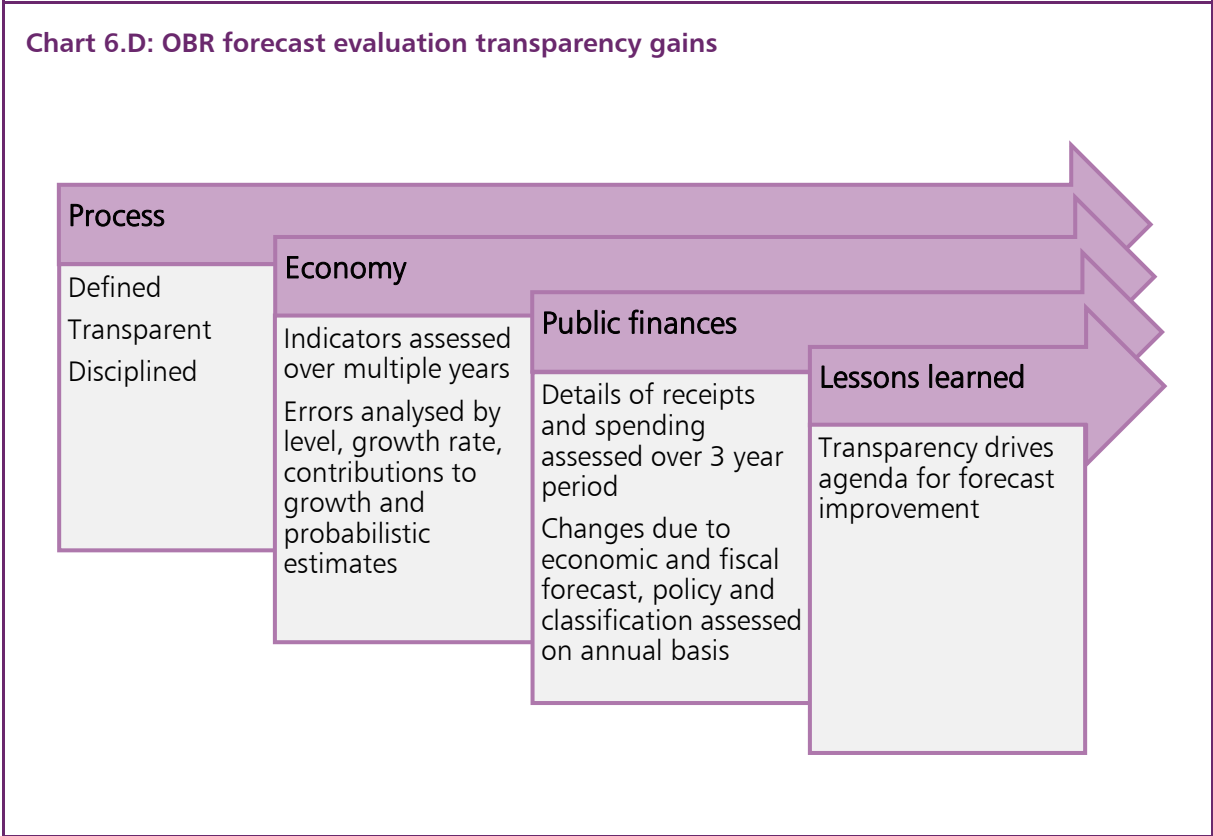 Chart 6.D: OBR forecast evaluation transparency gains
Process
Defined
Transparent
Disciplined
Economy
Indicators assessed
over multiple years
Errors analysed by
level, growth rate,
contributions to
growth and
probabilistic
estimates
Public finances
Details of receipts
and spending
assessed over 3 year
period
Changes due to
economic and fiscal
forecast, policy and
classification assessed
on annual basis
Lessons learned
Transparency drives
agenda for forecast
improvement